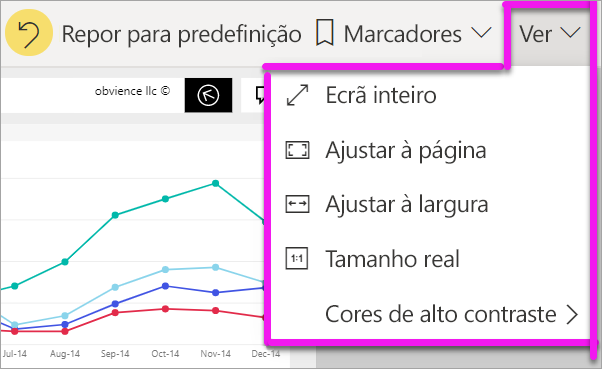 Repor para predefinição Marcadores Ver
obvience llc ©
Ecrã inteiro
Ajustar à página
Ajustar à largura
1:1 Tamanho real
Cores de alto contraste
Jul-14 Aug-14 Sep-14 Oct-14 Nov-14 Dec-14